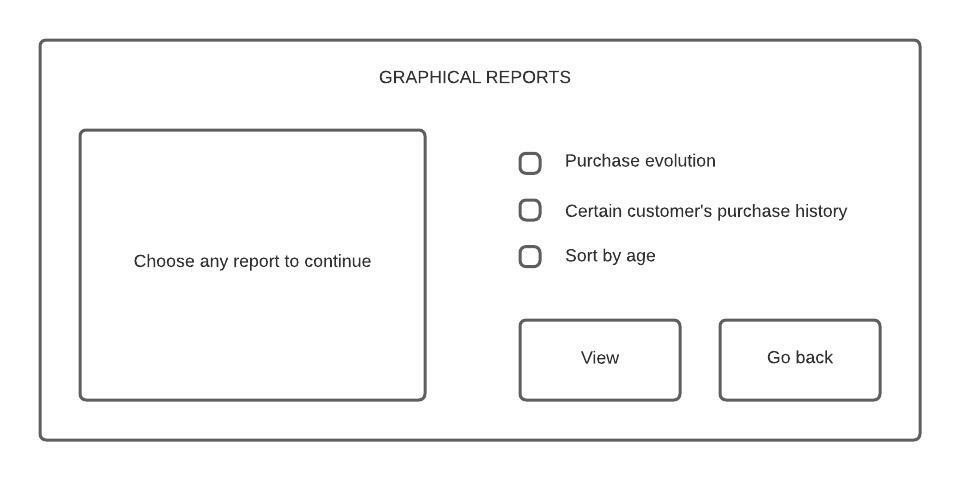 GRAPHICAL REPORTS
Choose any report to continue
Purchase evolution
Certain customer's purchase history
Sort by age
View
Go back